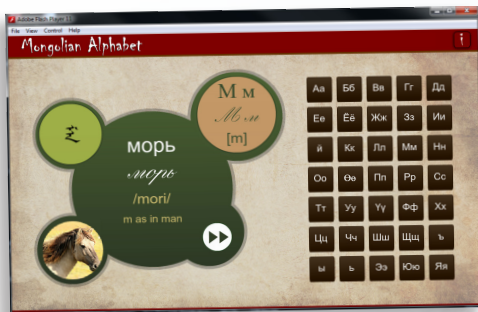 Adobe Flash Player 11
File View Control Help
Mongolian Alphabet
i
М м
М м
[m]
морь
морь
/mori/
m as in man
Аа Бб Вв Гг Дд
Ее Ёё Жж Зз Ии
й Кк Лл Мм Нн
Оо Өө Пп Рр Сс
Тт Уу Үү Фф Хх
Цц Чч Шш Щщ ъ
ы ь Ээ Юю Яя